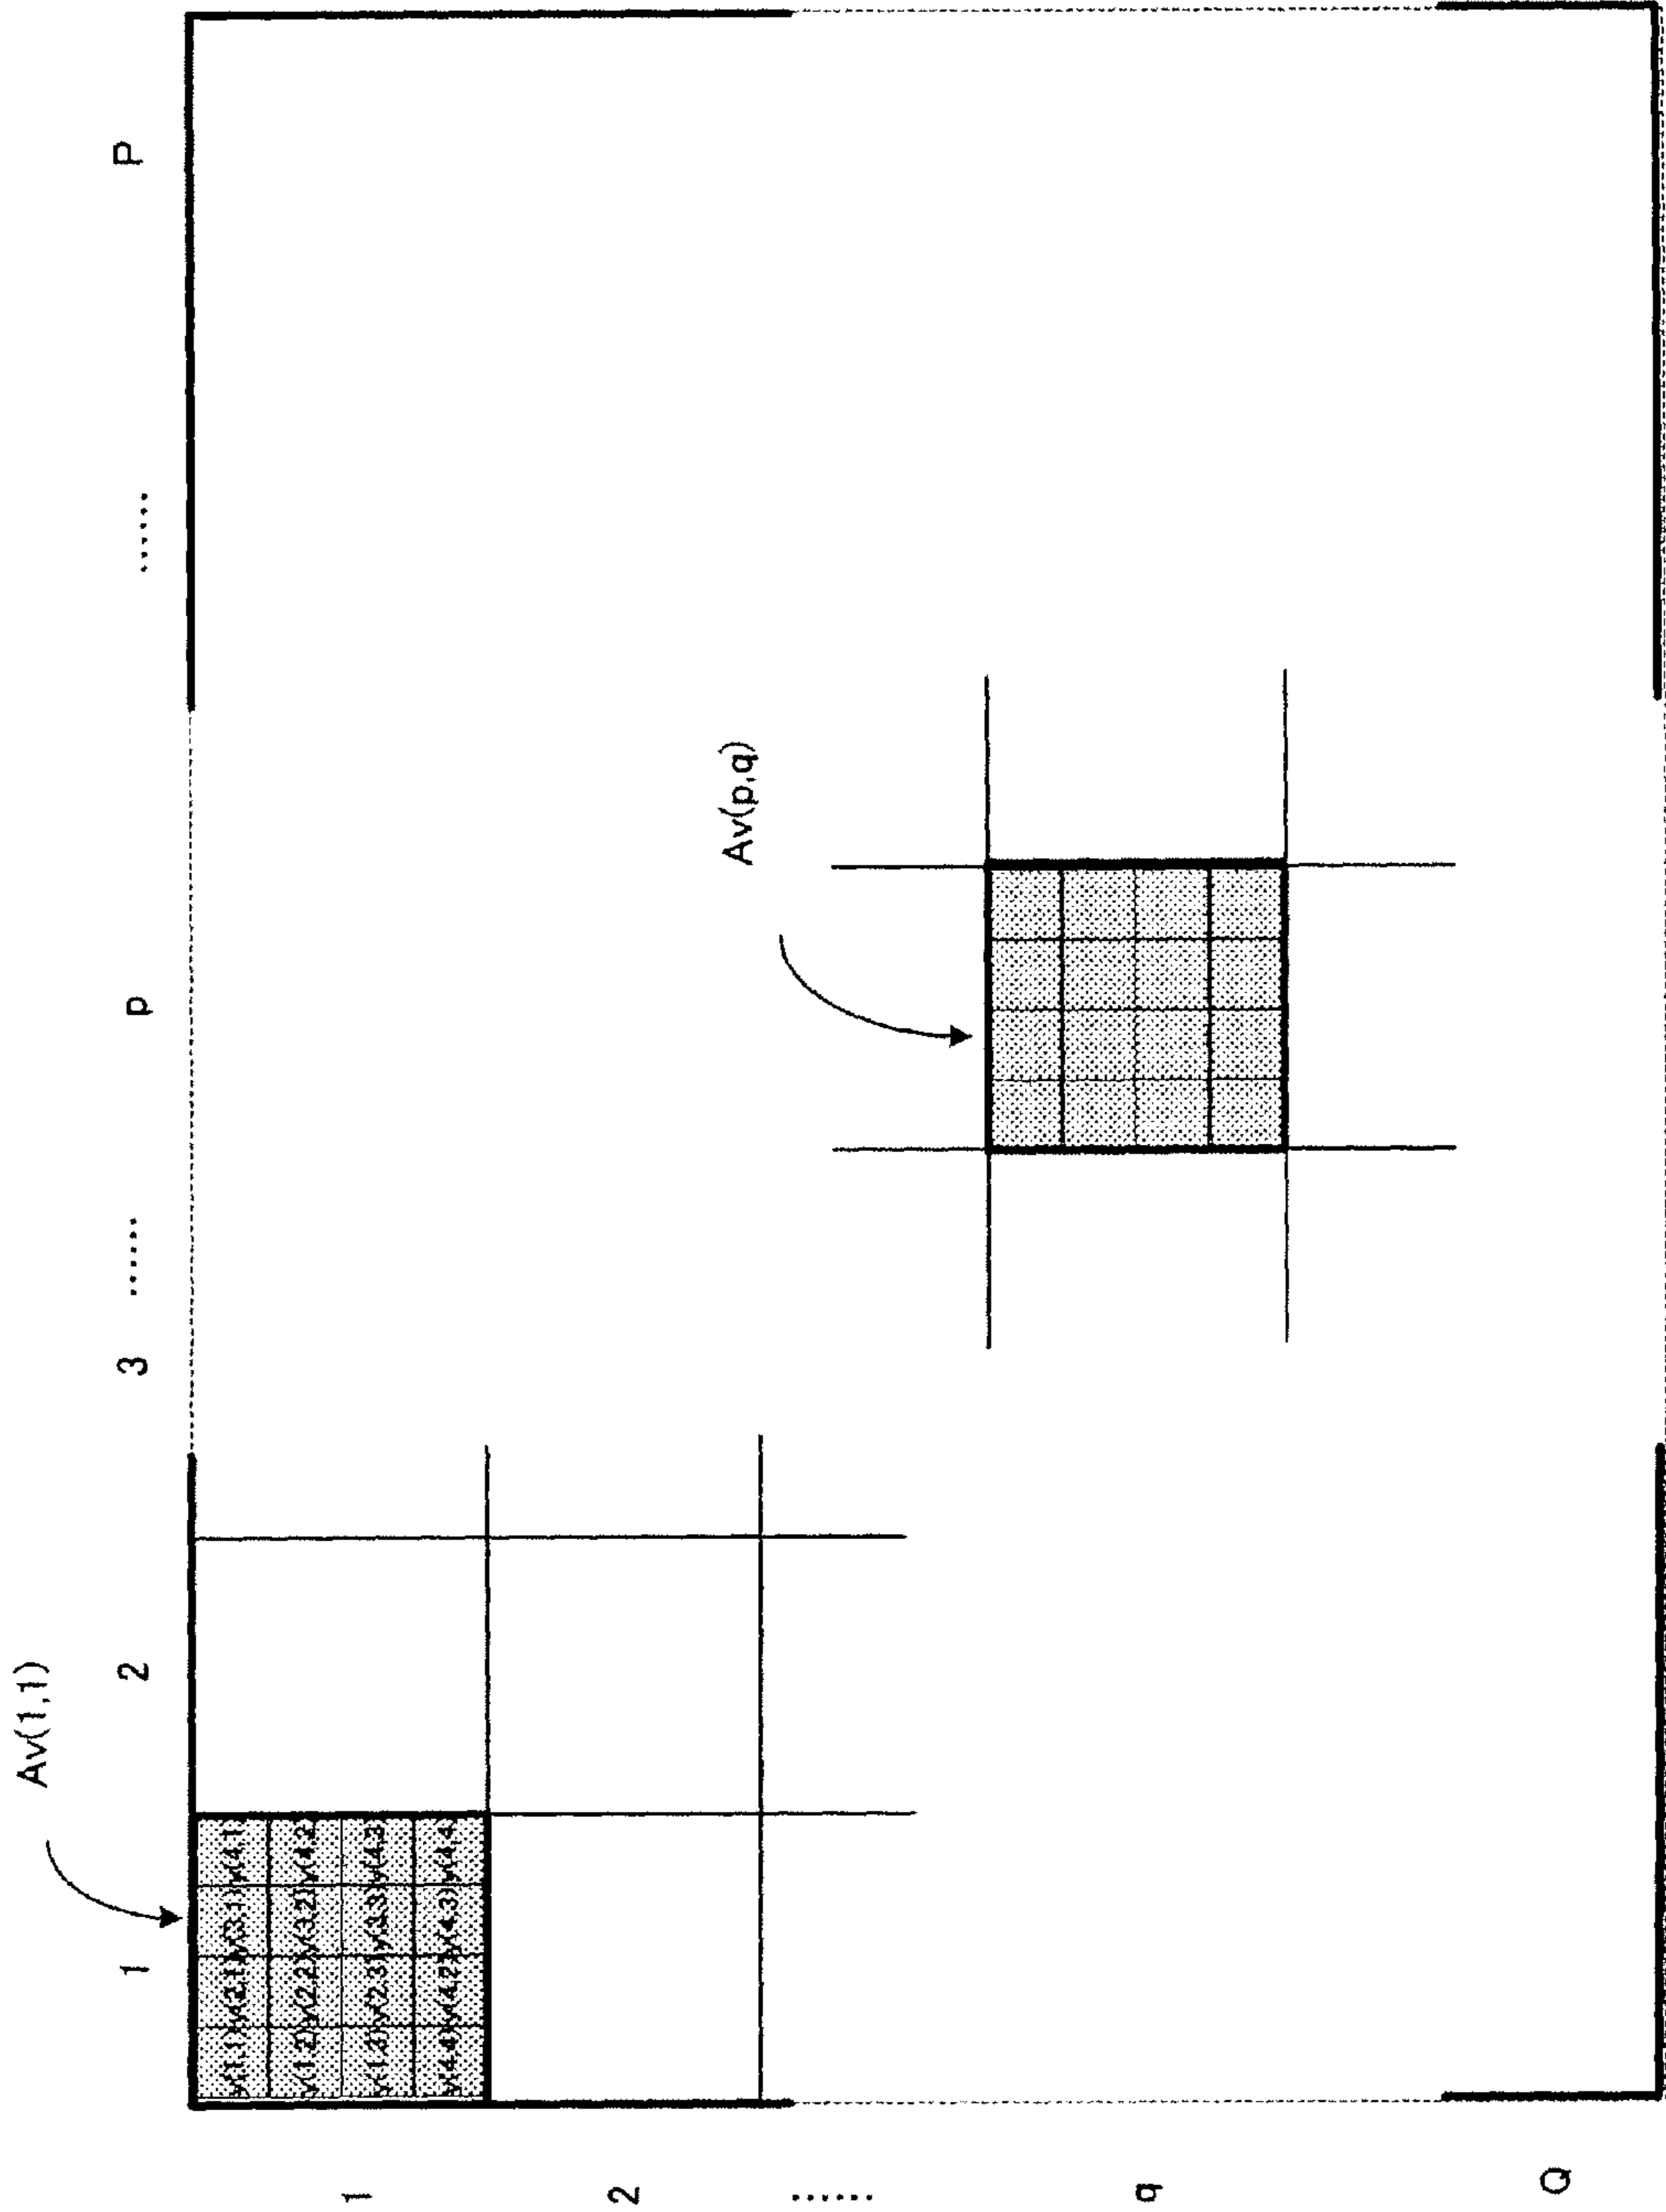 Av(1,1)
1 2 3 ...... p ...... P
1
y(1,1) y(2,1) y(3,1) y(4,1)
y(1,2) y(2,2) y(3,2) y(4,2
y(1,3) y(2,3) y(3,3) y(4,3
y(4,4) y(4,2) y(4,3) y(4,4
2
......
Av(p,q)
q
Q